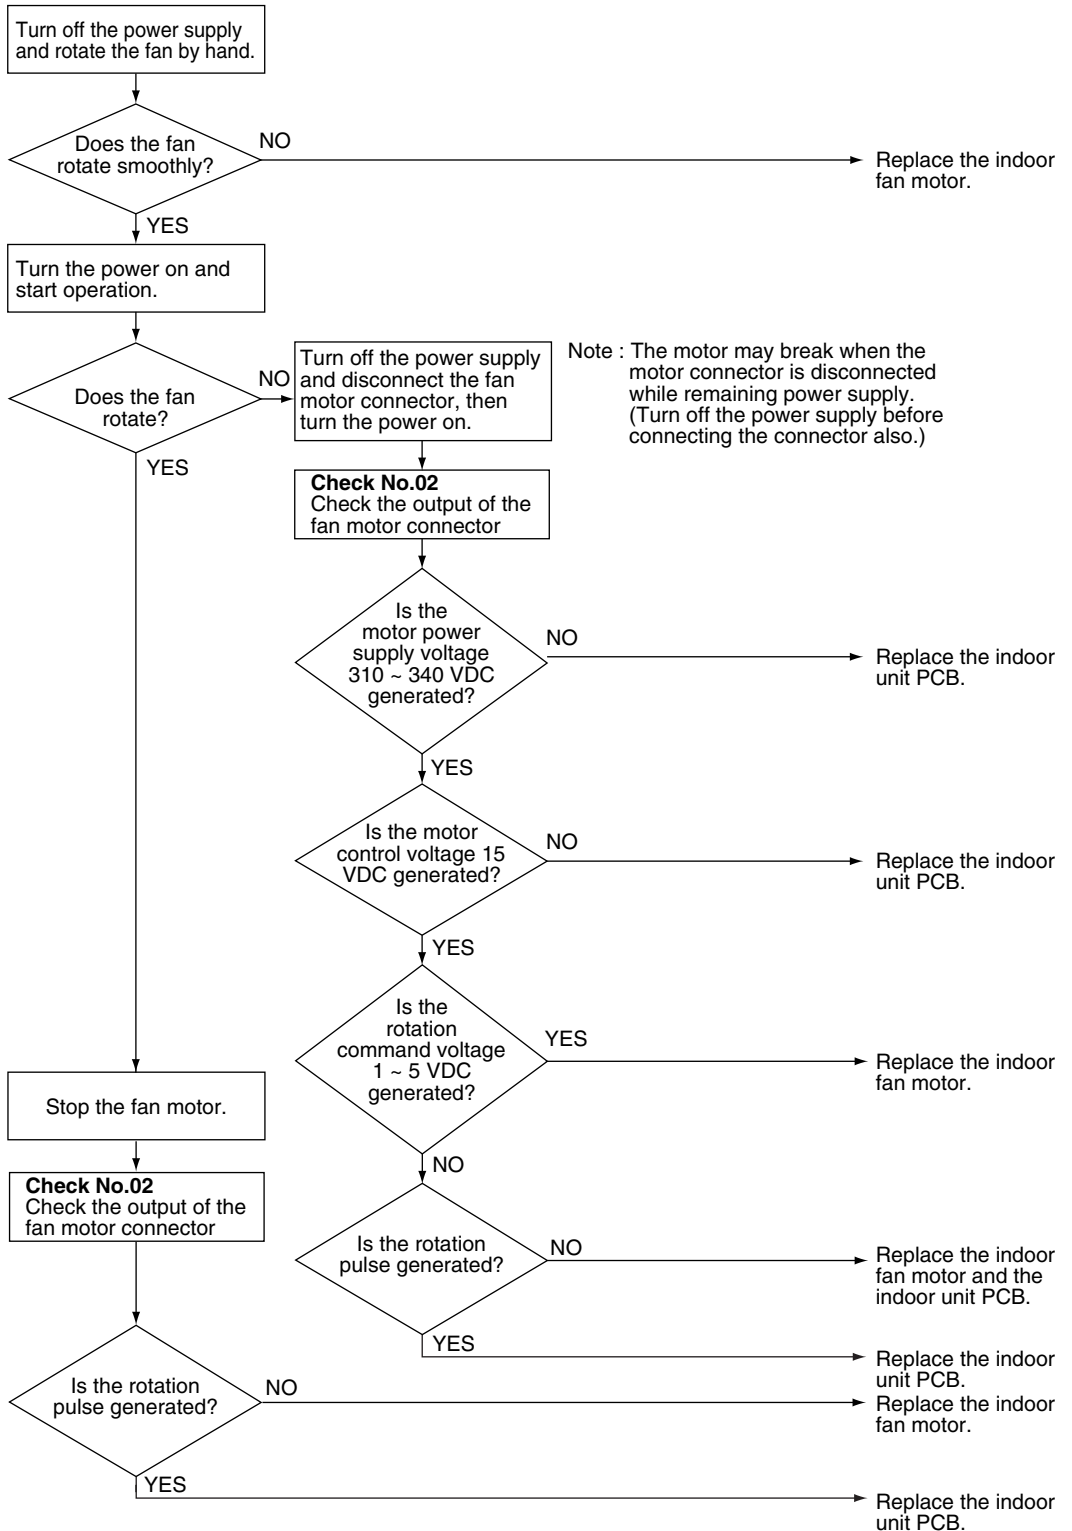 Turn off the power supply
and rotate the fan by hand.
Does the fan
rotate smoothly?
NO
Replace the indoor
fan motor.
YES
Turn the power on and
start operation.
Does the fan
rotate?
NO
Turn off the power supply
and disconnect the fan
motor connector, then
turn the power on.
Note : The motor may break when the
motor connector is disconnected
while remaining power supply.
(Turn off the power supply before
connecting the connector also.)
YES
Check No.02
Check the output of the
fan motor connector
Is the
motor power
supply voltage
310 ~ 340 VDC
generated?
NO
Replace the indoor
unit PCB.
YES
Is the motor
control voltage 15
VDC generated?
NO
Replace the indoor
unit PCB.
YES
Is the
rotation
command voltage
1 ~ 5 VDC
generated?
YES
Replace the indoor
fan motor.
NO
Stop the fan motor.
Check No.02
Check the output of the
fan motor connector
Is the rotation
pulse generated?
NO
Replace the indoor
fan motor and the
indoor unit PCB.
YES
Replace the indoor
unit PCB.
Is the rotation
pulse generated?
NO
Replace the indoor
fan motor.
YES
Replace the indoor
unit PCB.